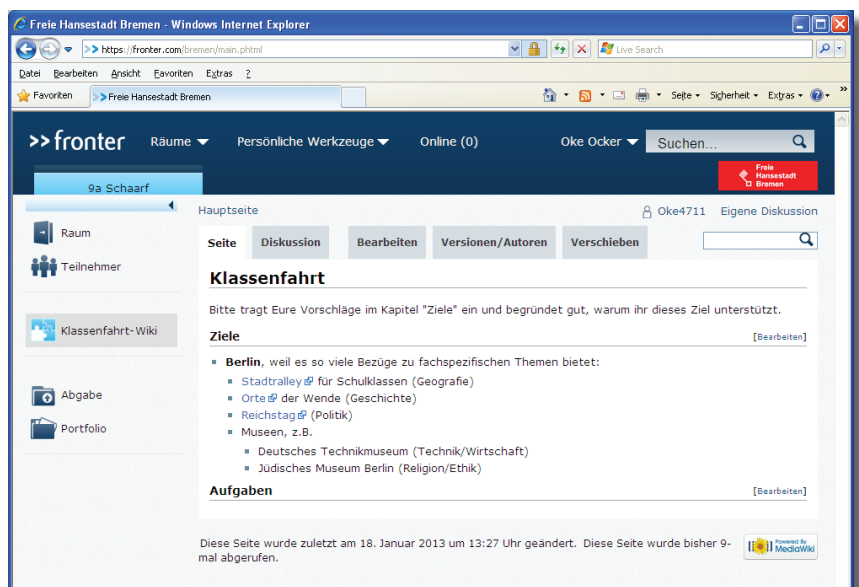 Freie Hansestadt Bremen - Windows Internet Explorer
>> https://fronter.com/bremen/main.phtml
Live Search
Datei Bearbeiten Ansicht Favoriten Extras ?
Favoriten >> Freie Hansestadt Bremen Seite Sicherheit Extras »
>> fronter Räume Persönliche Werkzeuge Online (0) Oke Ocker Suchen...
Freie
Hansestadt
Bremen
9a Schaarf
Hauptseite Oke4711 Eigene Diskussion
Raum
Teilnehmer
Klassenfahrt-Wiki
Abgabe
Portfolio
Seite Diskussion Bearbeiten Versionen/Autoren Verschieben
Klassenfahrt
Bitte tragt Eure Vorschläge im Kapitel "Ziele" ein und begründet gut, warum ihr dieses Ziel unterstützt.
Ziele [Bearbeiten]
Berlin, weil es so viele Bezüge zu fachspezifischen Themen bietet:
Stadtralley für Schulklassen (Geografie)
Orte der Wende (Geschichte)
Reichstag (Politik)
Museen, z.B.
Deutsches Technikmuseum (Technik/Wirtschaft)
Jüdisches Museum Berlin (Religion/Ethik)
Aufgaben [Bearbeiten]
Diese Seite wurde zuletzt am 18. Januar 2013 um 13:27 Uhr geändert. Diese Seite wurde bisher 9-
mal abgerufen.
Powered By
MediaWiki